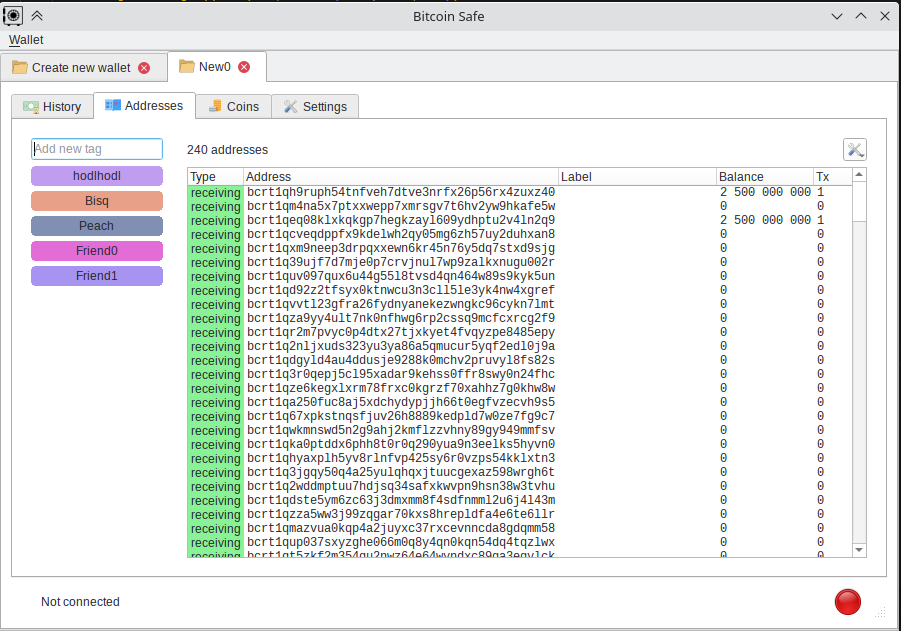 Bitcoin Safe
Wallet
Create new wallet New0
History Addresses Coins Settings
Add new tag
hodlhodl
Bisq
Peach
Friend0
Friend1
240 addresses
Type Address Label Balance Tx
receiving bcrt1qh9ruph54tnfveh7dtve3nrfx26p56rx4zuxz40 2 500 000 000 1
receiving bcrt1qm4na5x7ptxxwepp7xmrsgv7t6hv2yw9hkafe5w 0 0
receiving bcrt1qeq08klxkqkgp7hegkzayl609ydhptu2v4ln2q9 2 500 000 000 1
receiving bcrt1qcveqdppfx9kdelwh2qy05mg6zh57uy2duhxan8 0 0
receiving bcrt1qxm9neep3drpqxxewn6kr45n76y5dq7stxd9sjg 0 0
receiving bcrt1q39ujf7d7mje0p7crvjnul7wp9zalkxnugu002r 0 0
receiving bcrt1quv097qux6u44g55l8tvsd4qn464w89s9kyk5un 0 0
receiving bcrt1qd92z2tfsyx0ktnwcu3n3cll5le3yk4nw4xgref 0 0
receiving bcrt1qvvtl23gfra26fydnyanekezwngkc96cykn7lmt 0 0
receiving bcrt1qza9yy4ult7nk0nfhwg6rp2cssq9mcfcxrcg2f9 0 0
receiving bcrt1qr2m7pvyc0p4dtx27tjxkyet4fvqyzpe8485epy 0 0
receiving bcrt1q2nljxuds323yu3ya86a5qmucur5yqf2edl0j9a 0 0
receiving bcrt1qdgyld4au4ddusje9288k0mchv2pruvyl8fs82s 0 0
receiving bcrt1q3r0qepj5cl95xadar9kehss0ffr8swy0n24fhc 0 0
receiving bcrt1qze6kegxlxrm78frxc0kgrzf70xahhz7g0khw8w 0 0
receiving bcrt1qa250fuc8aj5xdchydypjjh66t0egfvzecvh9s5 0 0
receiving bcrt1q67xpkstnqsfjuv26h8889kedpld7w0ze7fg9c7 0 0
receiving bcrt1qwkmnswd5n2g9ahj2kmflzzvhny89gy949mmfsv 0 0
receiving bcrt1qka0ptddx6phh8t0r0q290yua9n3eelks5hyvn0 0 0
receiving bcrt1qhyaxplh5yv8rlnfvp425sy6r0vzps54kklxtn3 0 0
receiving bcrt1q3jgqy50q4a25yulqhqxjtuucgexaz598wrgh6t 0 0
receiving bcrt1q2wddmptuu7hdjsq34safxkwvpn9hsn38w3tvhu 0 0
receiving bcrt1qdste5ym6zc63j3dmxmm8f4sdfnmml2u6j4l43m 0 0
receiving bcrt1qzza5ww3j99zqgar70kxs8hrepldfa4e6te6llr 0 0
receiving bcrt1qmazvua0kqp4a2juyxc37rxcevnncda8gdqmm58 0 0
receiving bcrt1qup037sxyzghe066m0q8y4qn0kqn54dq4tqzlwx 0 0
receiving 0 0
Not connected